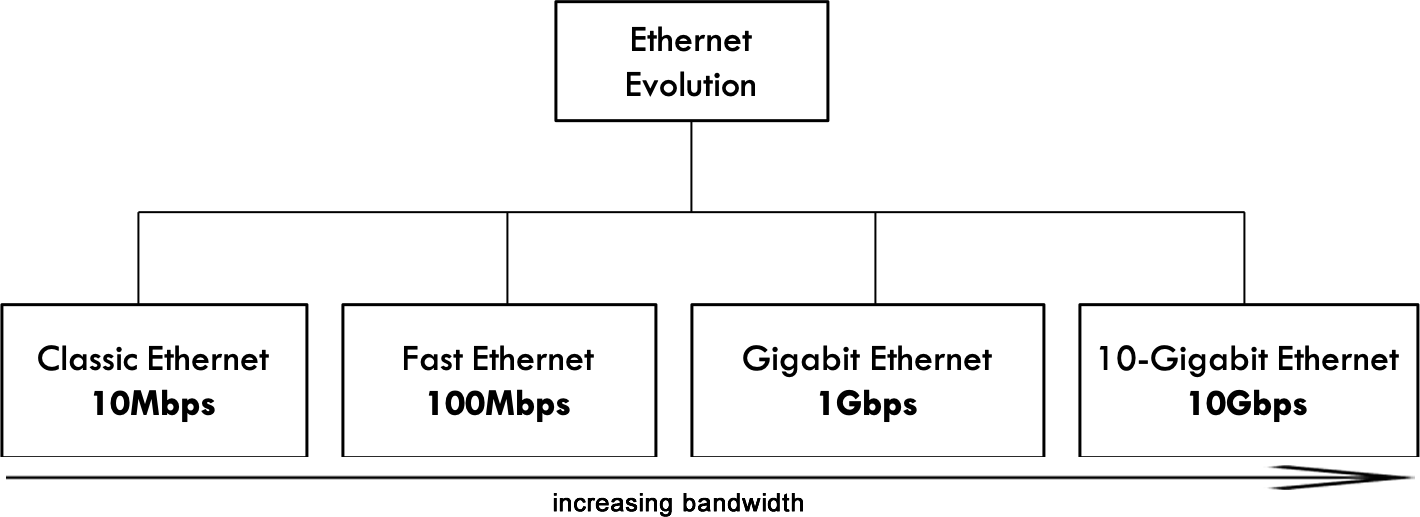 Ethernet
Evolution
Classic Ethernet
10Mbps
Fast Ethernet
100Mbps
Gigabit Ethernet
1Gbps
10-Gigabit Ethernet
10Gbps
increasing bandwidth